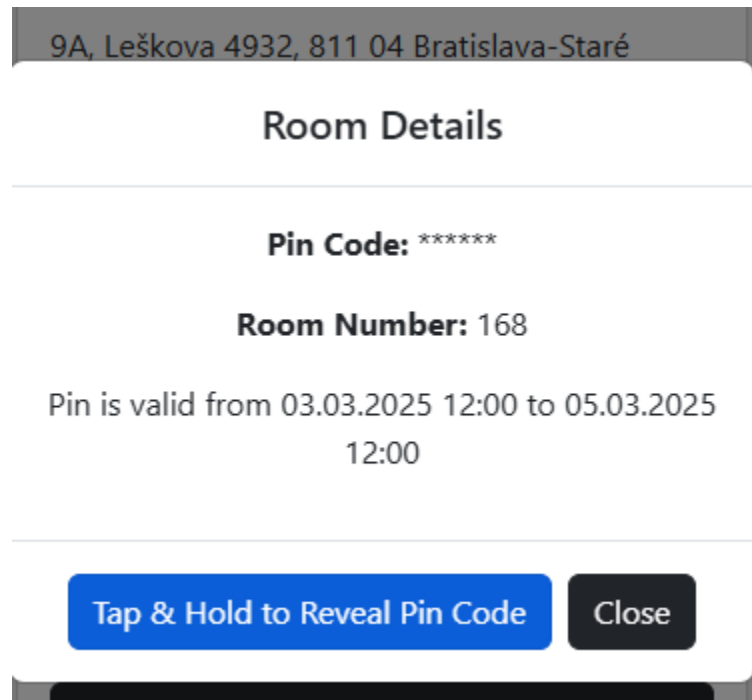 9A, Leškova 4932, 811 04 Bratislava-Staré
Room Details
Pin Code: ******
Room Number: 168
Pin is valid from 03.03.2025 12:00 to 05.03.2025
12:00
Tap & Hold to Reveal Pin Code
Close